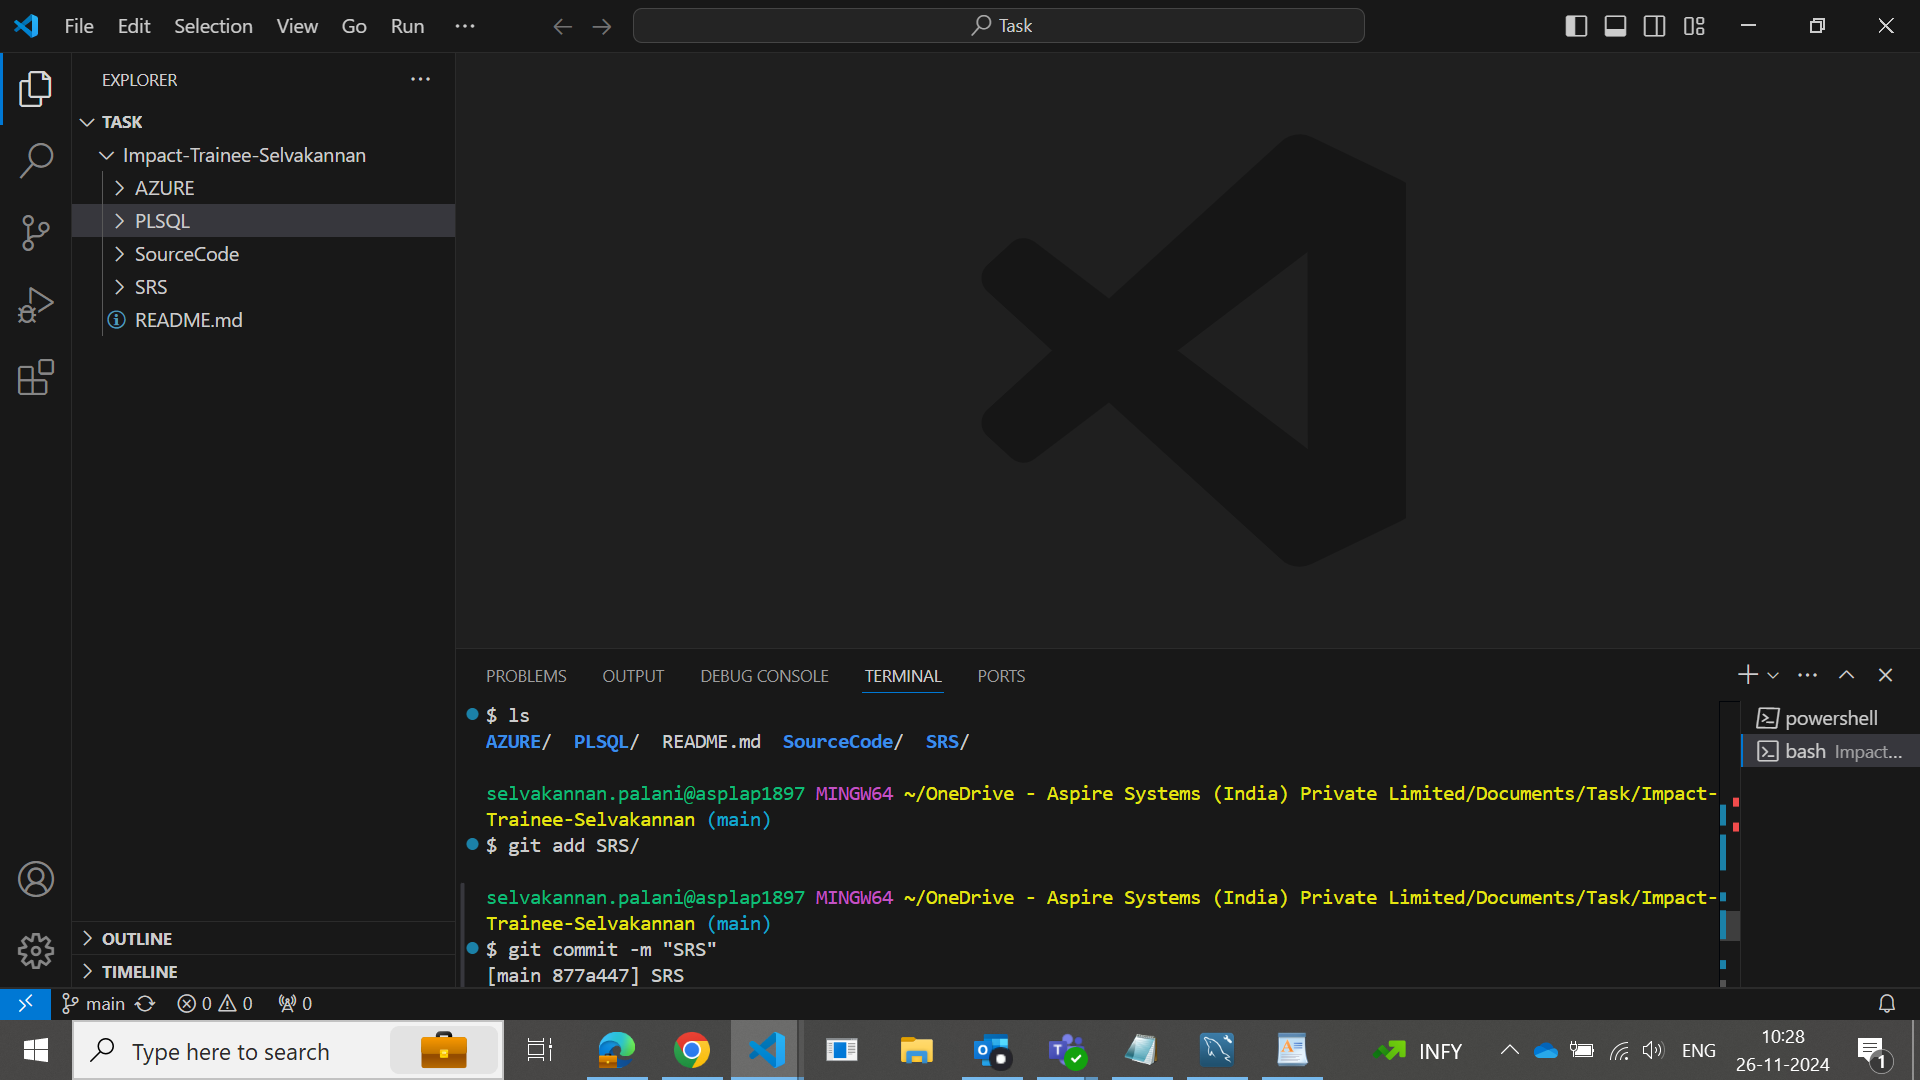 File Edit Selection View Go Run ···
Task
EXPLORER ···
TASK
Impact-Trainee-Selvakannan
AZURE
PLSQL
SourceCode
SRS
README.md
OUTLINE
TIMELINE
PROBLEMS OUTPUT DEBUG CONSOLE TERMINAL PORTS
$ ls
AZURE/ PLSQL/ README.md SourceCode/ SRS/
selvakannan.palani@asplap1897 MINGW64 ~/OneDrive - Aspire Systems (India) Private Limited/Documents/Task/Impact-
Trainee-Selvakannan (main)
$ git add SRS/
selvakannan.palani@asplap1897 MINGW64 ~/OneDrive - Aspire Systems (India) Private Limited/Documents/Task/Impact-
Trainee-Selvakannan (main)
$ git commit -m "SRS"
[main 877a447] SRS
powershell
bash Impact...
main 0 0 0
Type here to search
INFY
ENG
10:28
26-11-2024
1